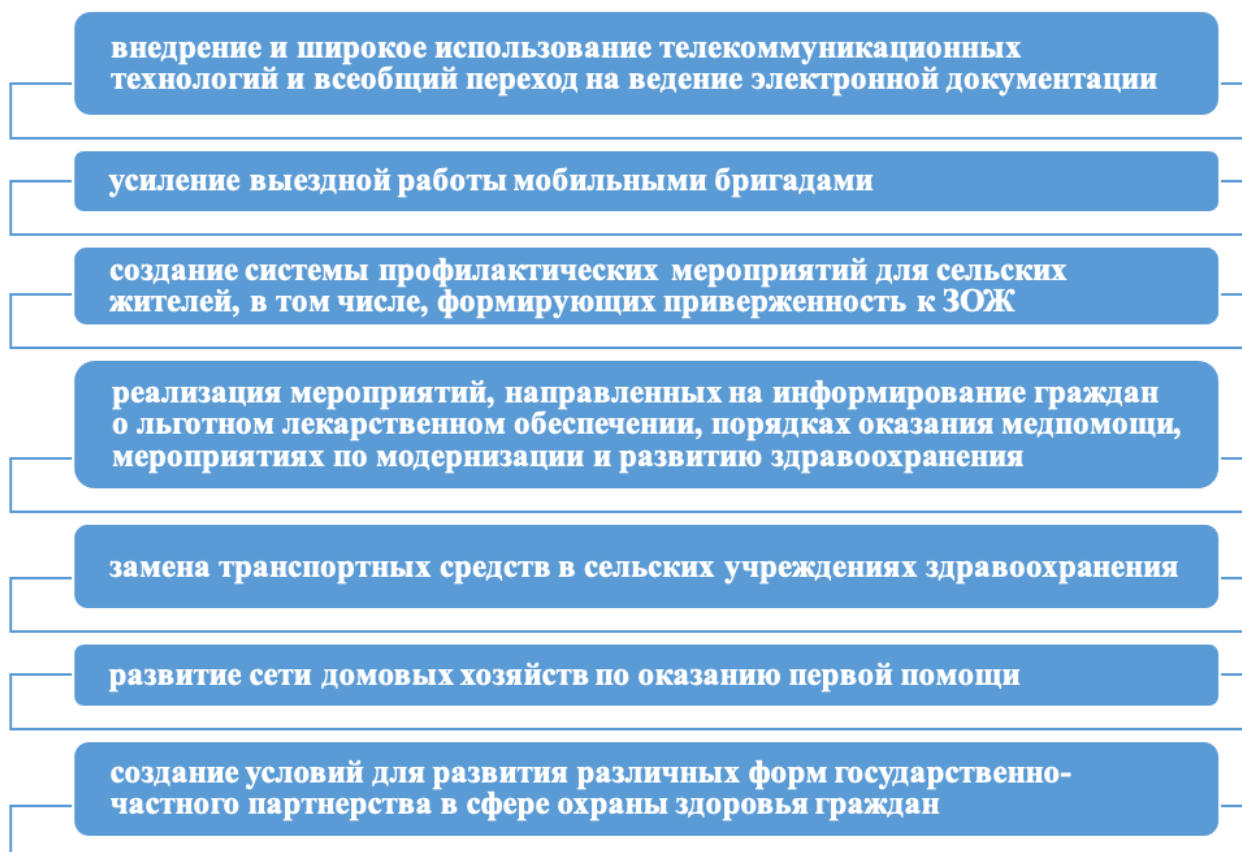 внедрение и широкое использование телекоммуникационных
технологий и всеобщий переход на ведение электронной документации
усиление выездной работы мобильными бригадами
создание системы профилактических мероприятий для сельских
жителей, в том числе, формирующих приверженность к ЗОЖ
реализация мероприятий, направленных на информирование граждан
о льготном лекарственном обеспечении, порядках оказания медпомощи,
мероприятиях по модернизации и развитию здравоохранения
замена транспортных средств в сельских учреждениях здравоохранения
развитие сети домовых хозяйств по оказанию первой помощи
создание условий для развития различных форм государственно-
частного партнерства в сфере охраны здоровья граждан